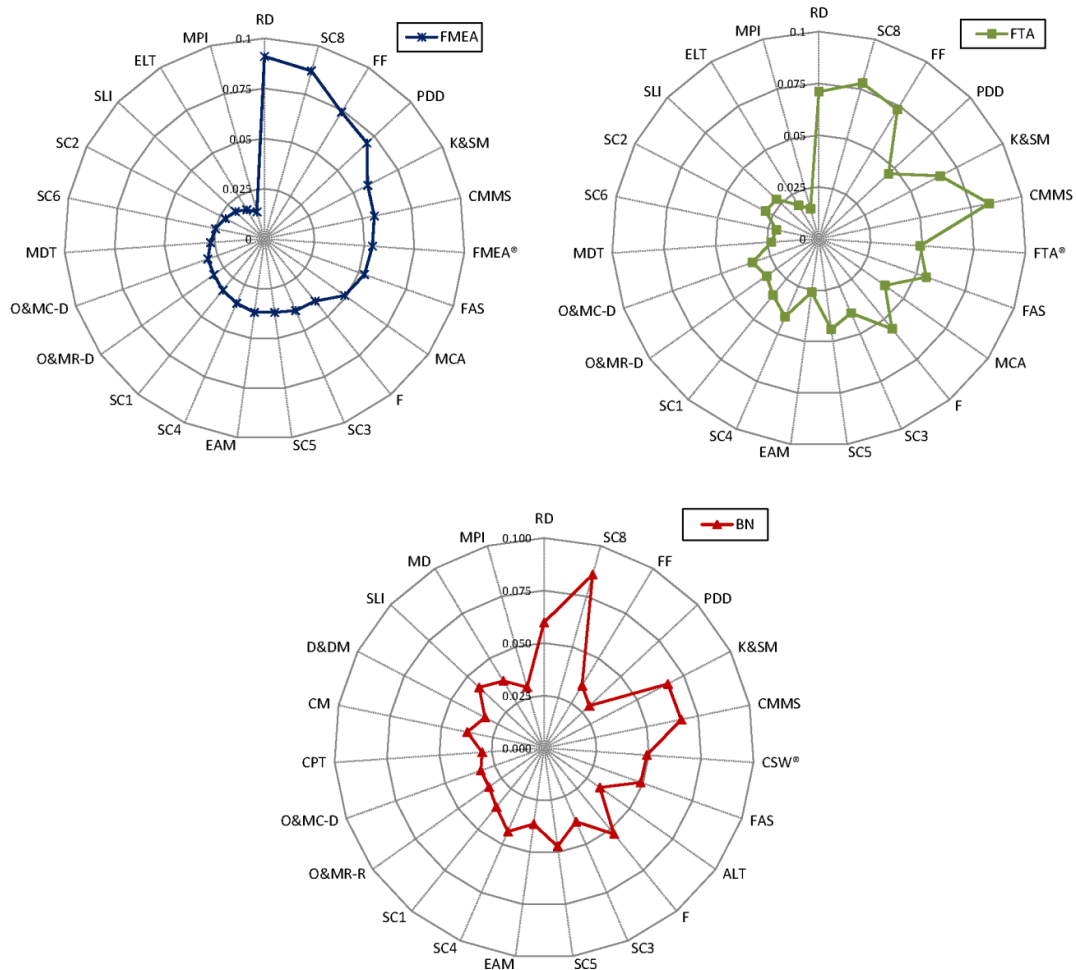 FMEA
RD
SC8
FF
PDD
K&SM
CMMS
FMEA®
FAS
MCA
F
SC3
SC5
EAM
SC4
SC1
O&MR-D
O&MC-D
MDT
SC6
SC2
SLI
ELT
MPI
0.1
0.075
0.05
0.025
0
FTA
RD
SC8
FF
PDD
K&SM
CMMS
FTA®
FAS
MCA
F
SC3
SC5
EAM
SC4
SC1
O&MR-D
O&MC-D
MDT
SC6
SC2
SLI
ELT
MPI
0.1
0.075
0.05
0.025
0
BN
RD
SC8
FF
PDD
K&SM
CMMS
CSW®
FAS
ALT
F
SC3
SC5
EAM
SC4
SC1
O&MR-R
O&MC-D
CPT
CM
D&DM
SLI
MD
MPI
0.100
0.075
0.050
0.025
0.000